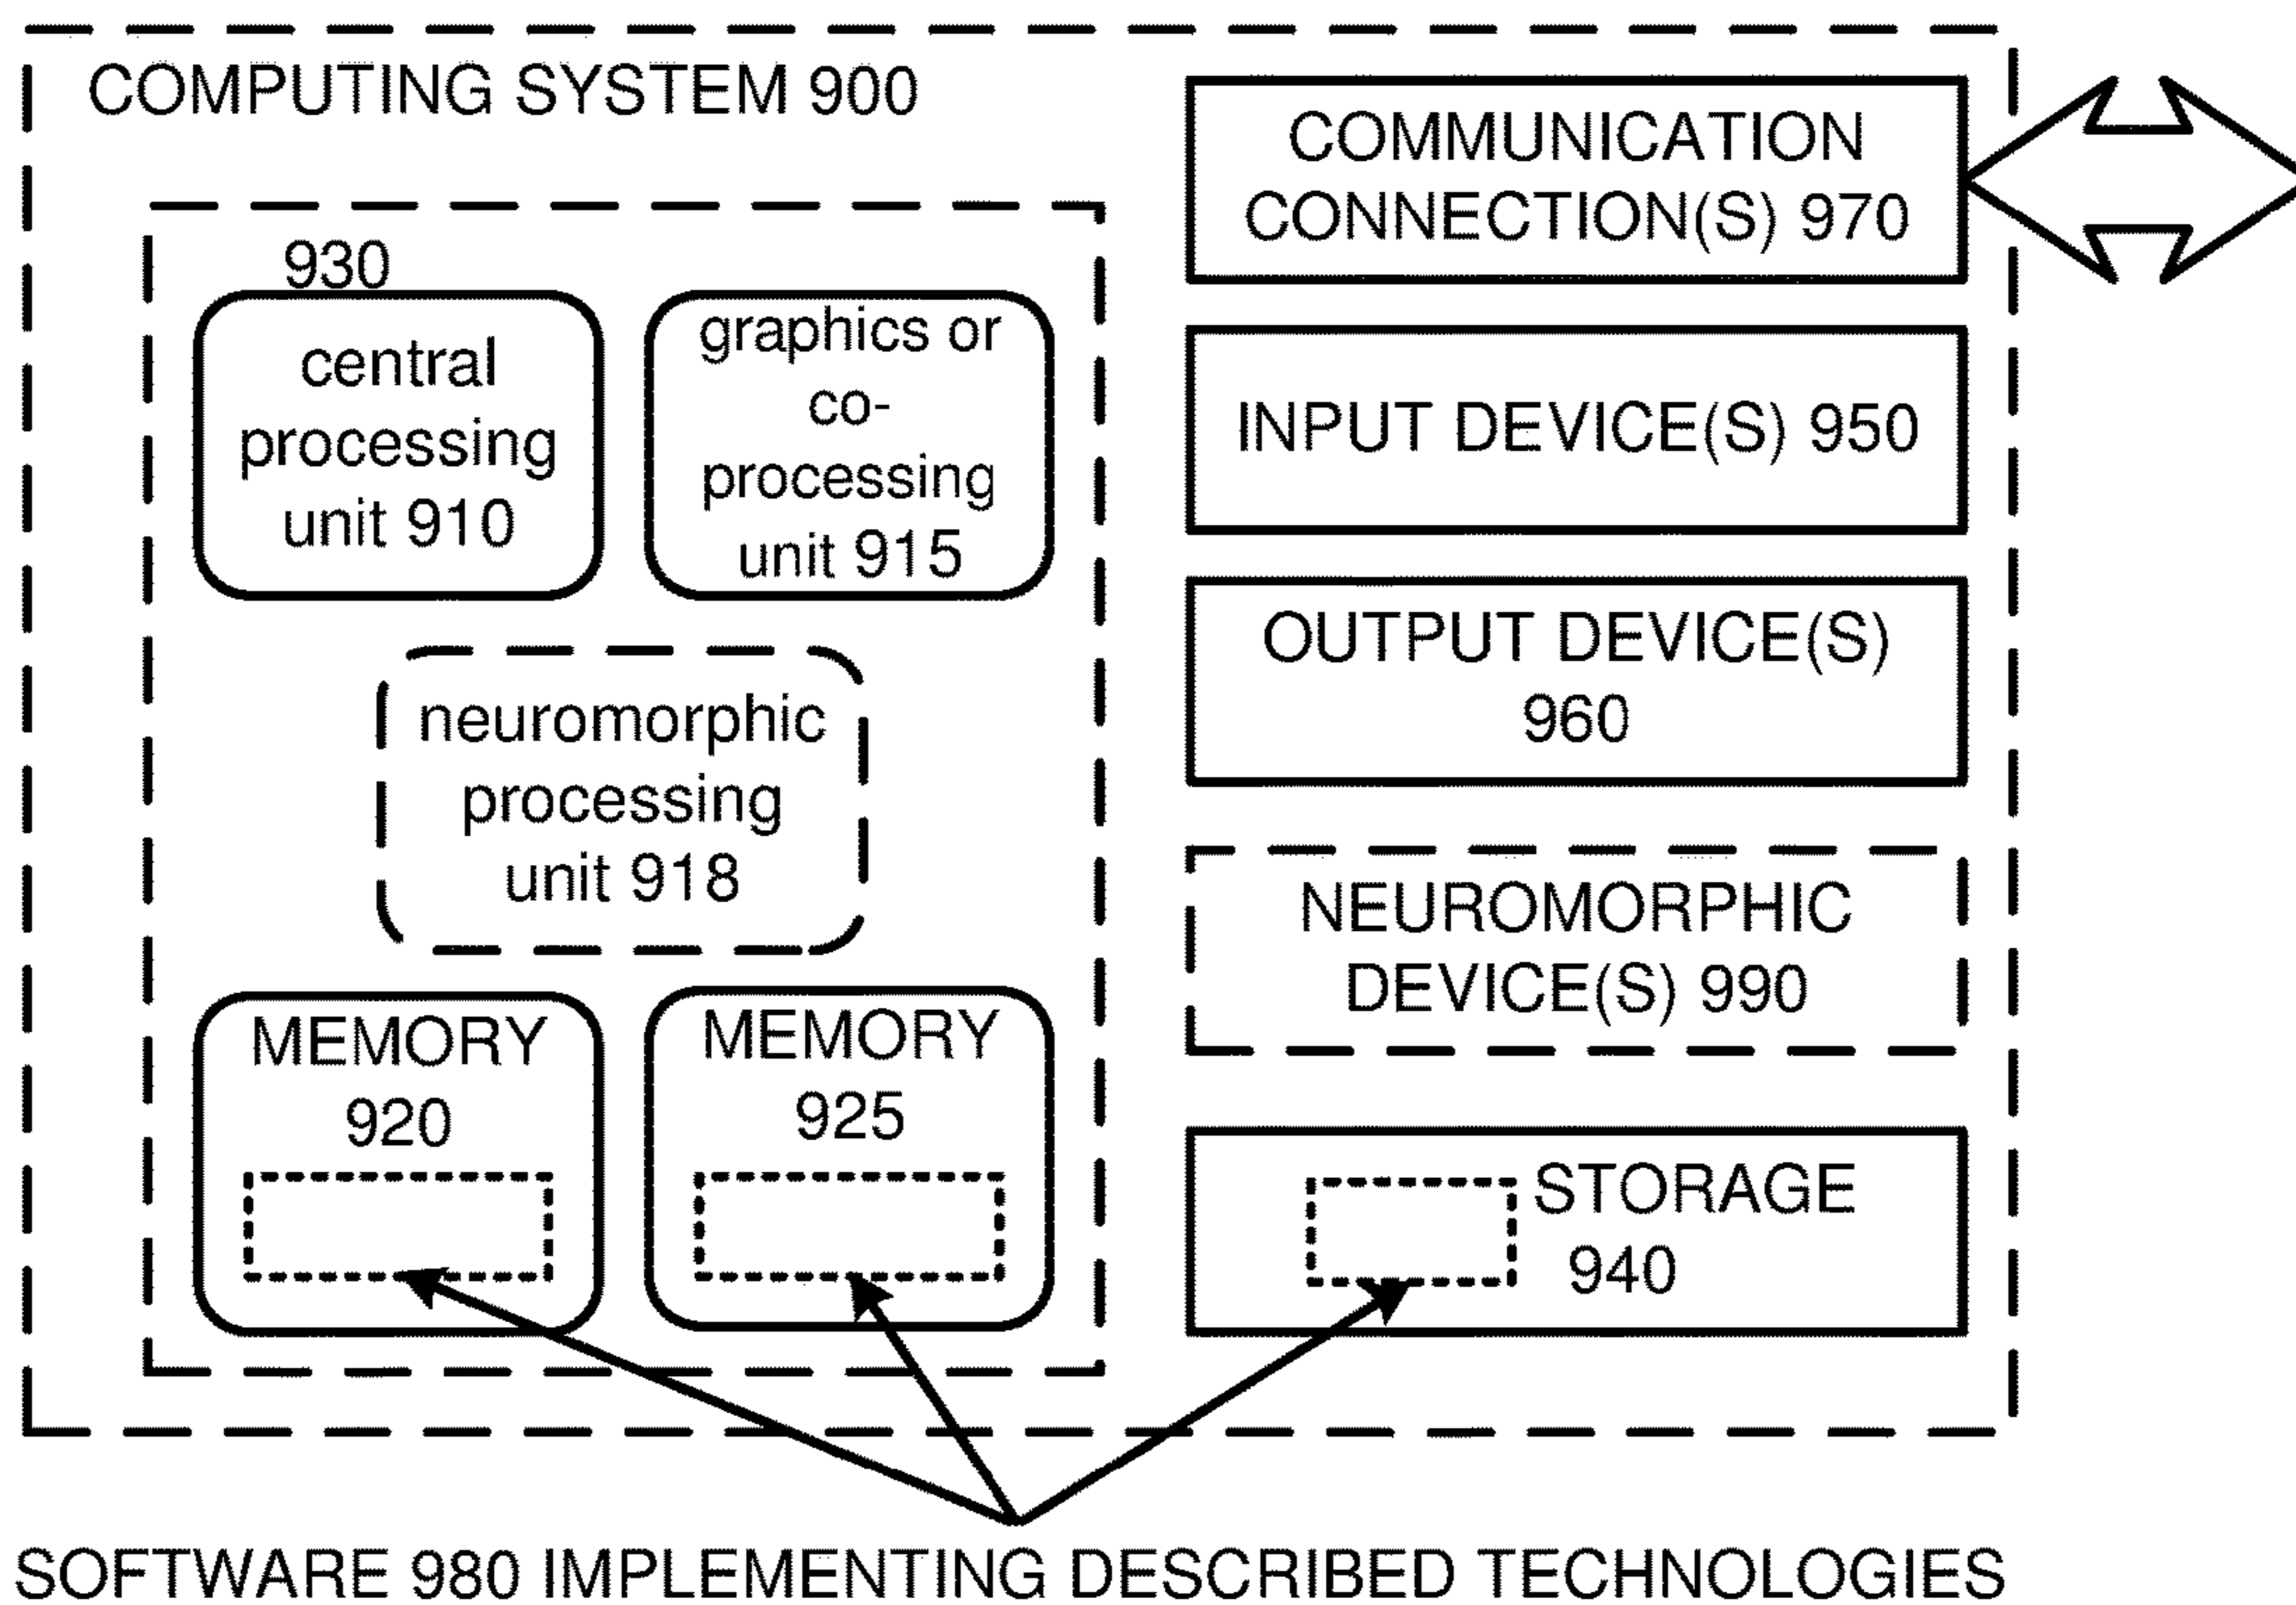 COMPUTING SYSTEM 900
930
central
processing
unit 910
graphics or
co-
processing
unit 915
neuromorphic
processing
unit 918
MEMORY
920
MEMORY
925
COMMUNICATION
CONNECTION(S) 970
INPUT DEVICE(S) 950
OUTPUT DEVICE(S)
960
NEUROMORPHIC
DEVICE(S) 990
STORAGE
940
SOFTWARE 980 IMPLEMENTING DESCRIBED TECHNOLOGIES